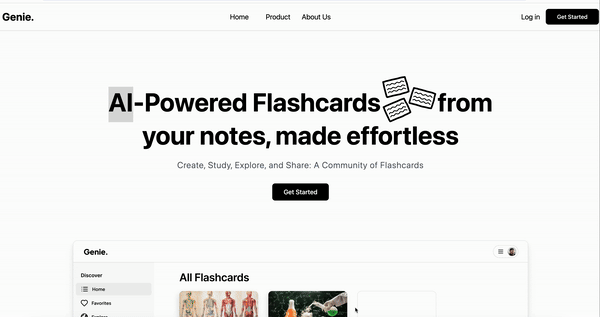 Genie.
Home Product About Us
Log in Get Started
AI-Powered Flashcards from
your notes, made effortless
Create, Study, Explore, and Share: A Community of Flashcards
Get Started
Genie.
Discover
All Flashcards
Home
Favorites